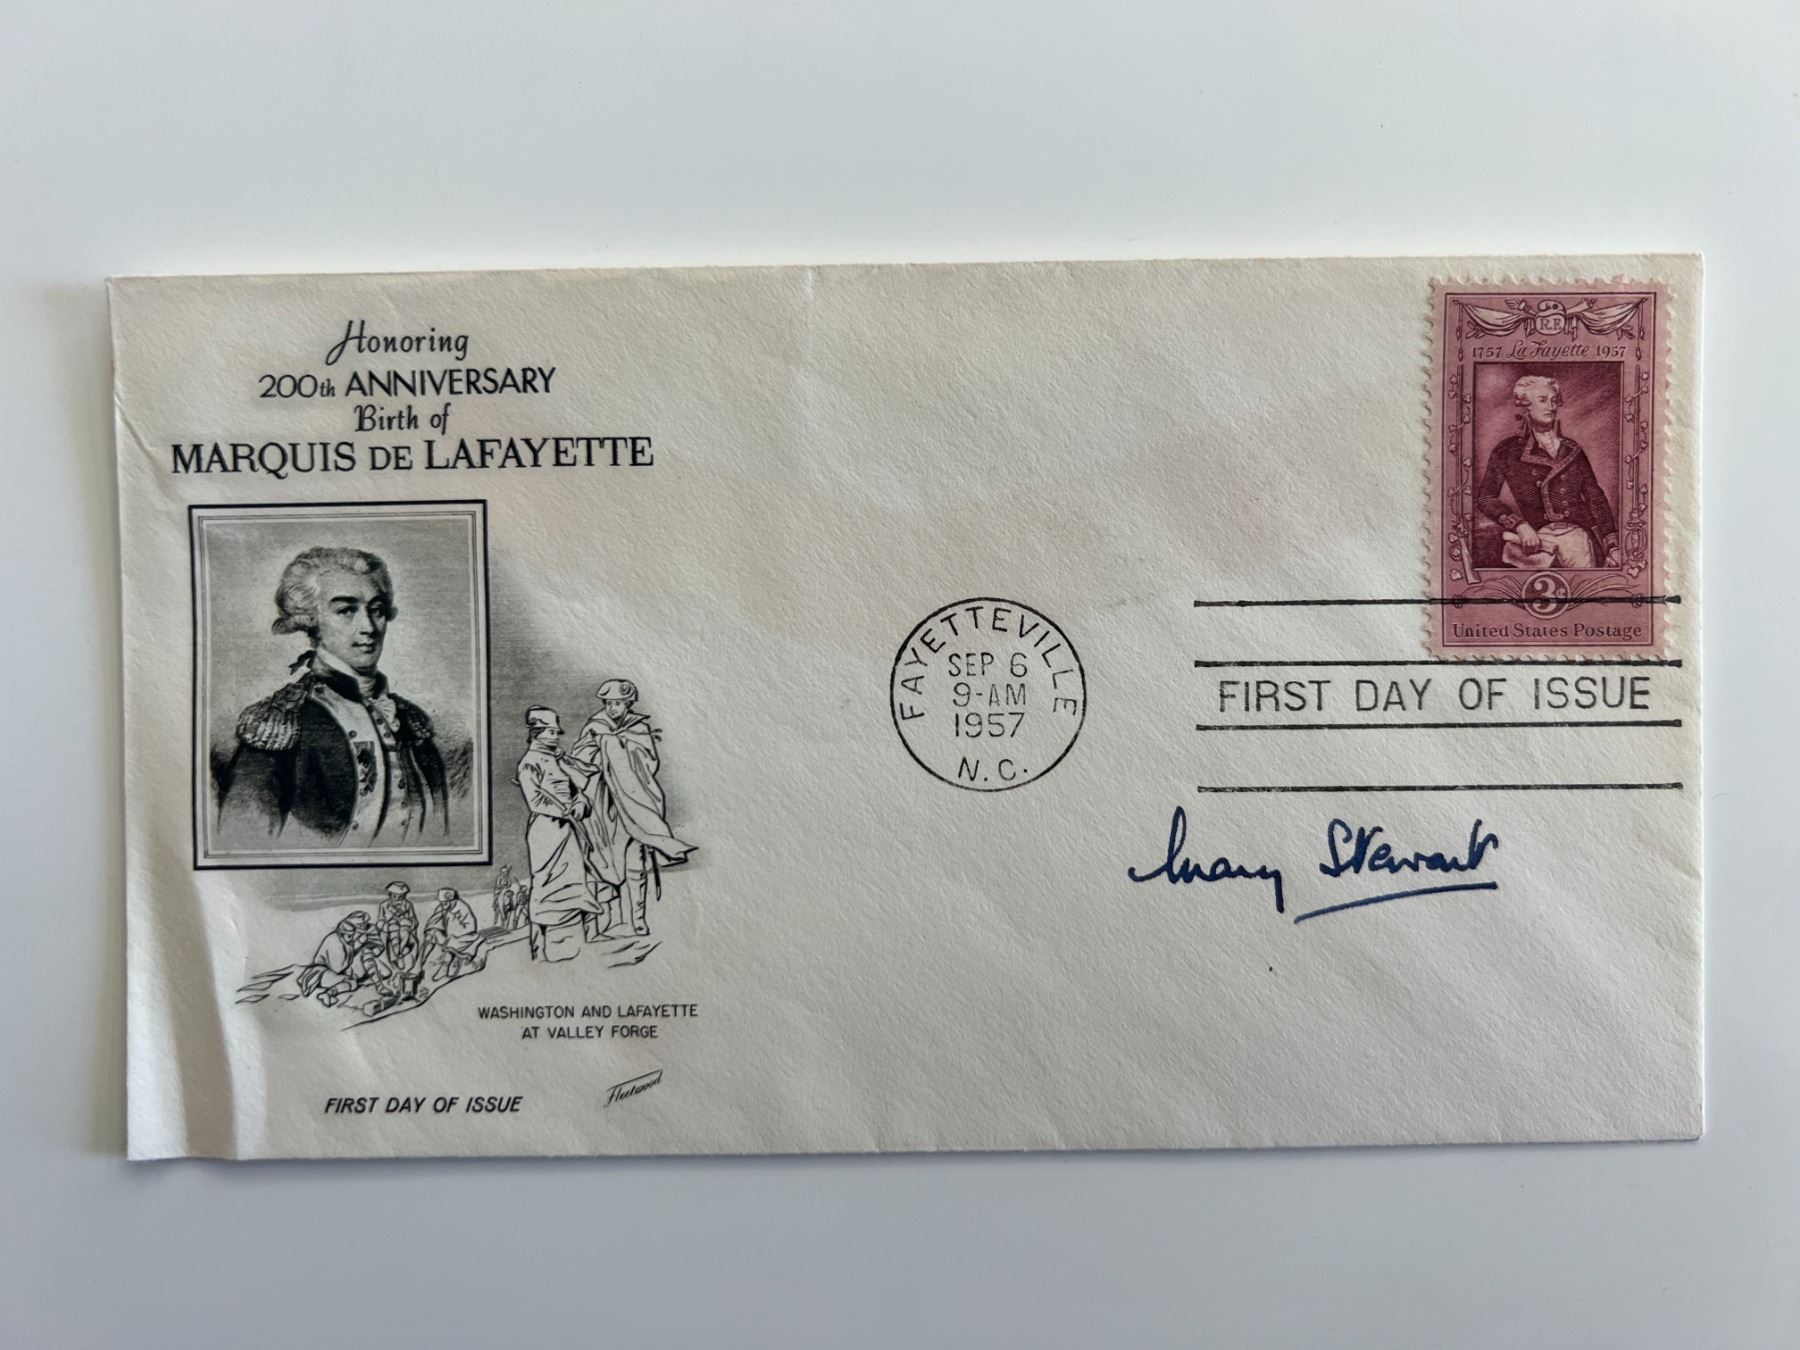 Honoring
200th ANNIVERSARY
Birth of
MARQUIS DE LAFAYETTE
R.F.
1757 La Fayette 1957
3¢
United States Postage
FAYETTEVILLE
SEP 6
9-AM
1957
N.C.
FIRST DAY OF ISSUE
Mary Stewart
WASHINGTON AND LAFAYETTE
AT VALLEY FORGE
FIRST DAY OF ISSUE
Fleetwood